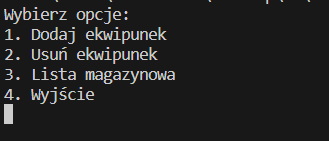 Wybierz opcje:
1. Dodaj ekwipunek
2. Usuń ekwipunek
3. Lista magazynowa
4. Wyjście